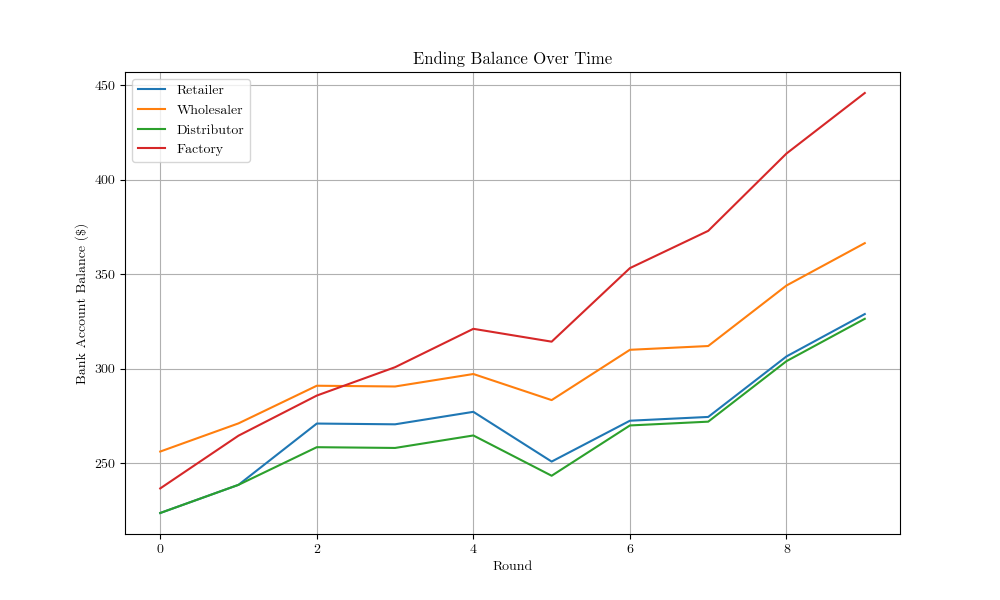 Ending Balance Over Time
Retailer
Wholesaler
Distributor
Factory
Bank Account Balance ($)
450
400
350
300
250
0 2 4 6 8
Round